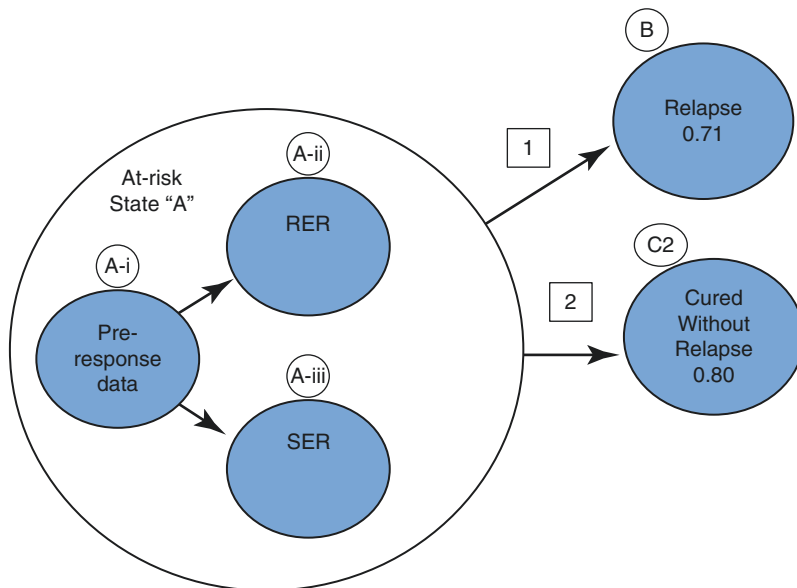 B
Relapse
0.71
1
A-ii
At-risk
State “A”
RER
A-i
C2
2
Cured
Without
Relapse
0.80
Pre-
response
data
A-iii
SER